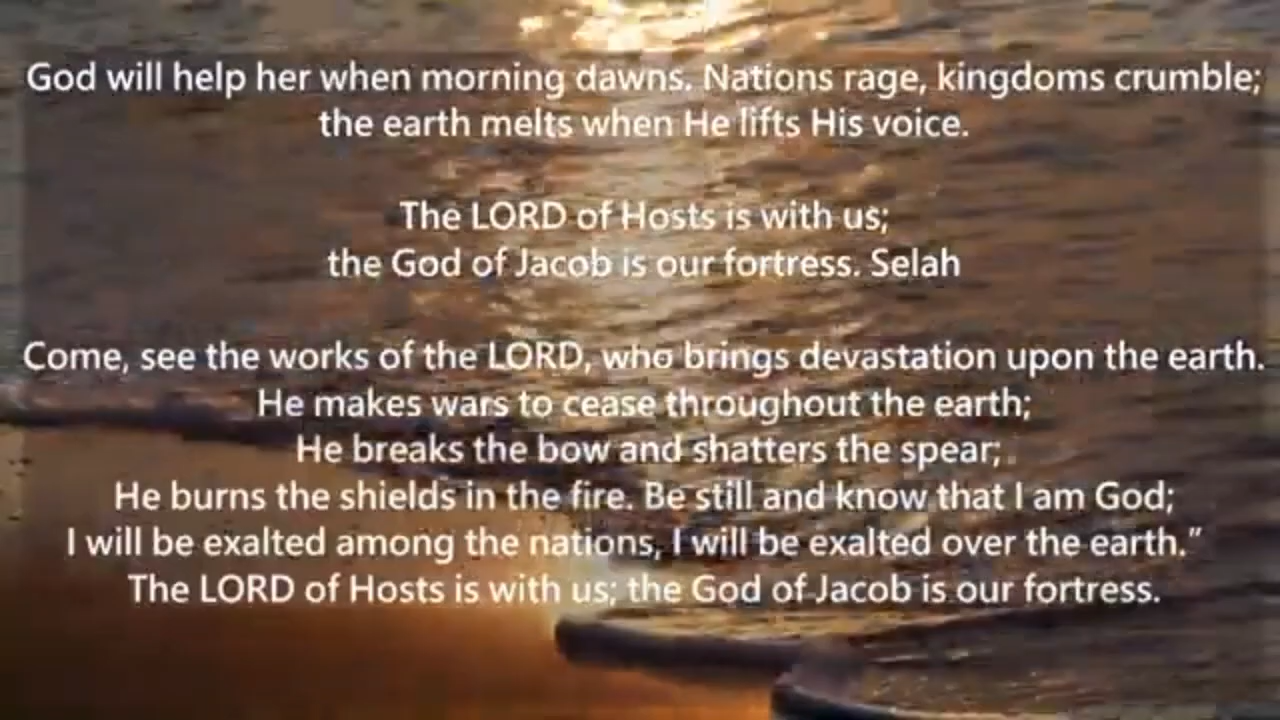 God will help her when morning dawns. Nations rage, kingdoms crumble;
the earth melts when He lifts His voice.
The LORD of Hosts is with us;
the God of Jacob is our fortress. Selah
Come, see the works of the LORD, who brings devastation upon the earth.
He makes wars to cease throughout the earth;
He breaks the bow and shatters the spear;
He burns the shields in the fire. Be still and know that I am God;
I will be exalted among the nations, I will be exalted over the earth.”
The LORD of Hosts is with us; the God of Jacob is our fortress.